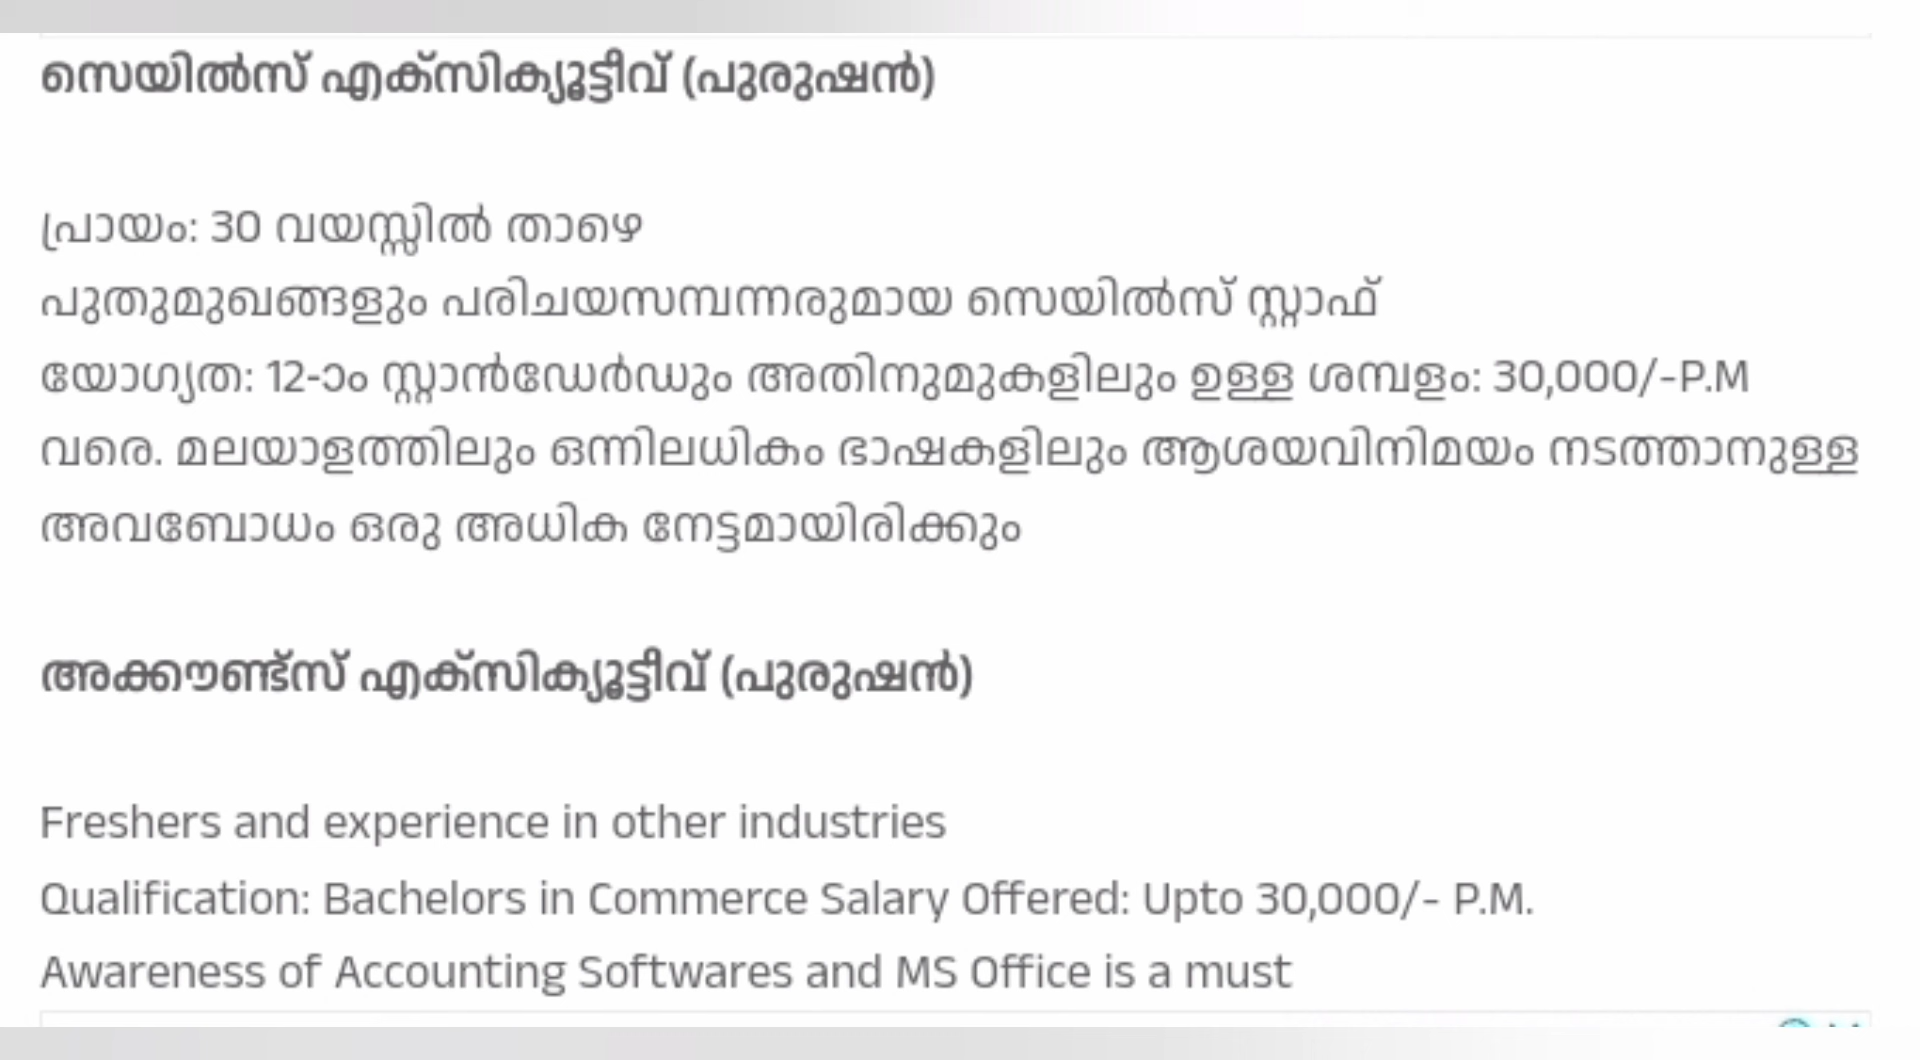 സെയിൽസ് എക്സിക്യൂട്ടീവ് (പുരുഷൻ)
പ്രായം: 30 വയസ്സിൽ താഴെ
പുതുമുഖങ്ങളും പരിചയസമ്പന്നരുമായ സെയിൽസ് സ്റ്റാഫ്
യോഗ്യത: 12-ാം സ്റ്റാൻഡേർഡും അതിനുമുകളിലും ഉള്ള ശമ്പളം: 30,000/-P.M
വരെ. മലയാളത്തിലും ഒന്നിലധികം ഭാഷകളിലും ആശയവിനിമയം നടത്താനുള്ള
അവബോധം ഒരു അധിക നേട്ടമായിരിക്കും
അക്കൗണ്ട്സ് എക്സിക്യൂട്ടീവ് (പുരുഷൻ)
Freshers and experience in other industries
Qualification: Bachelors in Commerce Salary Offered: Upto 30,000/- P.M.
Awareness of Accounting Softwares and MS Office is a must